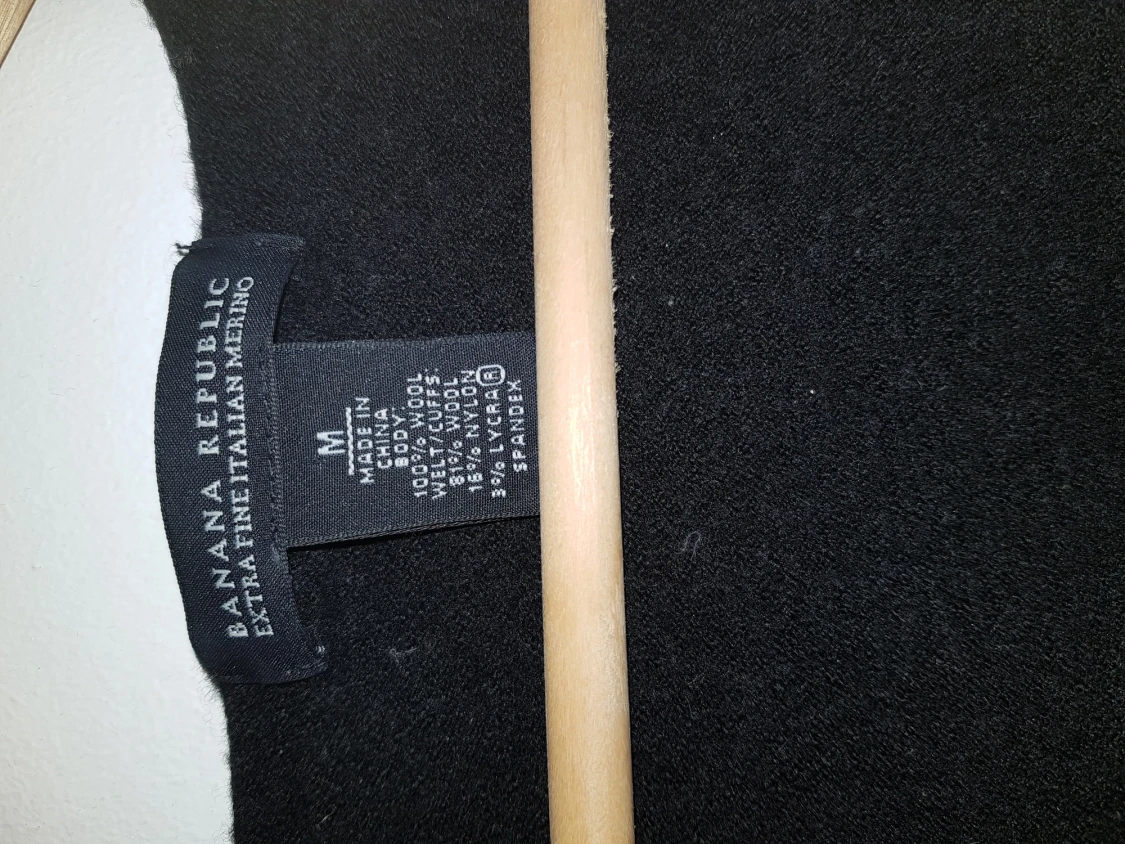 BANANA REPUBLIC
EXTRA FINE ITALIAN MERINO
M
MADE IN
CHINA
BODY:
100% WOOL
WELT/CUFFS:
81% WOOL
16% NYLON
3% LYCRA®
SPANDEX